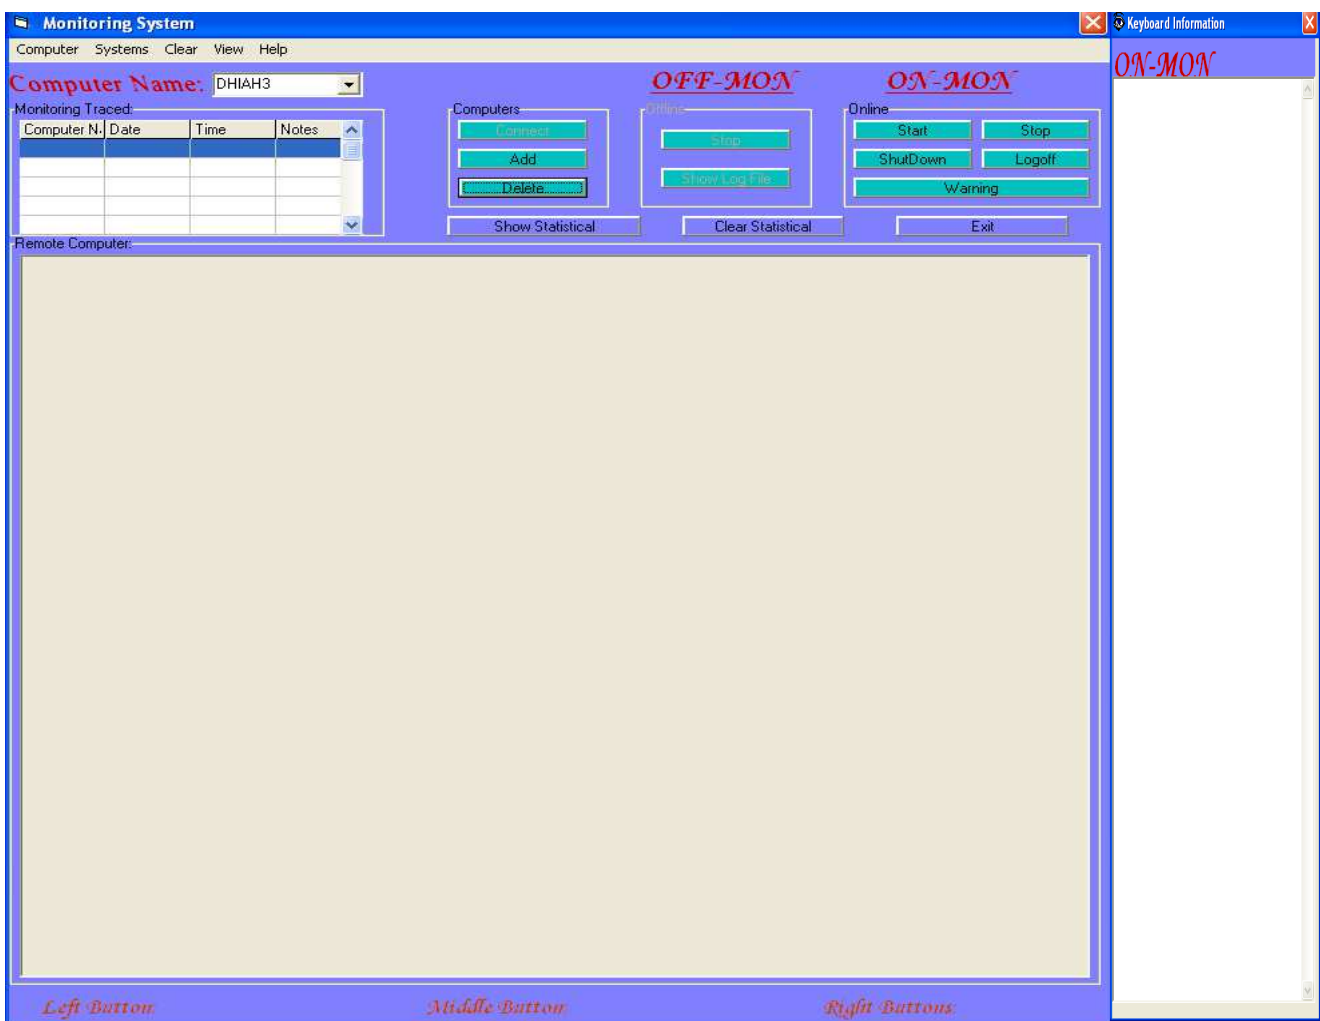 Monitoring System
Keyboard Information
Computer Systems Clear View Help
ON-MON
Computer Name: DHIAH3
OFF-MON ON-MON
Monitoring Traced:
Computer N. Date Time Notes
Computers
Connect
Add
Delete
Offline
Stop
Show Log File
Online
Start Stop
ShutDown Logoff
Warning
Show Statistical Clear Statistical Exit
Remote Computer:
Left Button: Middle Button: Right Buttons: